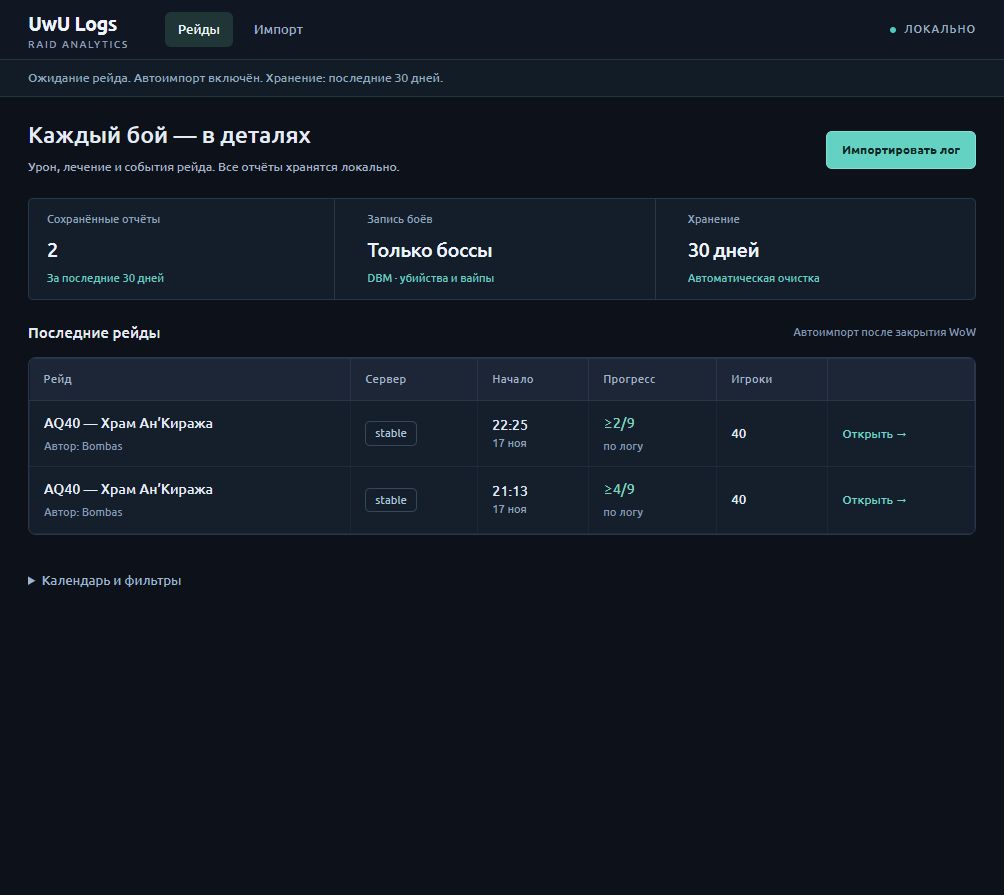 UwU Logs
RAID ANALYTICS
Рейды
Импорт
ЛОКАЛЬНО
Ожидание рейда. Автоимпорт включён. Хранение: последние 30 дней.
Каждый бой — в деталях
Урон, лечение и события рейда. Все отчёты хранятся локально.
Импортировать лог
Сохранённые отчёты
2
За последние 30 дней
Запись боёв
Только боссы
DBM · убийства и вайпы
Хранение
30 дней
Автоматическая очистка
Последние рейды
Автоимпорт после закрытия WoW
Рейд
Сервер
Начало
Прогресс
Игроки
AQ40 — Храм Ан’Киража
Автор: Bombas
stable
22:25
17 ноя
≥2/9
по логу
40
Открыть →
AQ40 — Храм Ан’Киража
Автор: Bombas
stable
21:13
17 ноя
≥4/9
по логу
40
Открыть →
▶ Календарь и фильтры